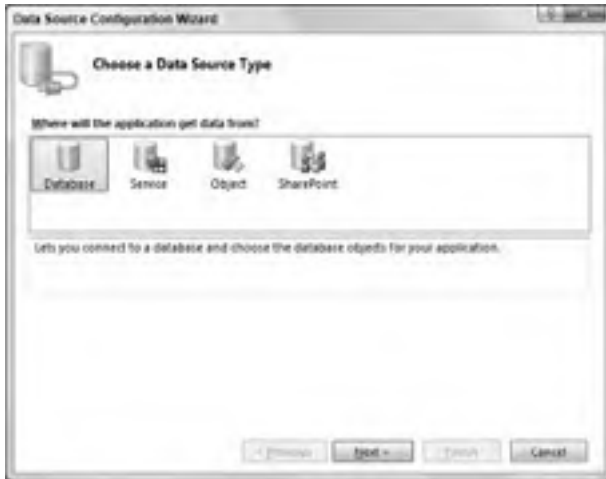 Data Source Configuration Wizard
Choose a Data Source Type
Where will the application get data from?
Database Service Object SharePoint
Lets you connect to a database and choose the database objects for your application.
< Previous Next > Finish Cancel